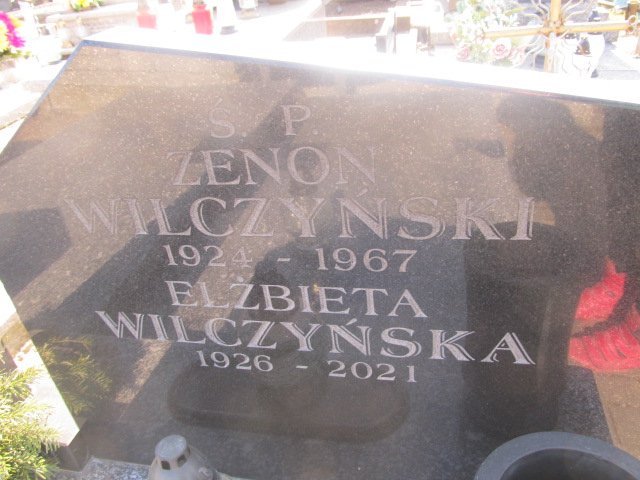 S. P.
ZENON
WILCZYŃSKI
1924 - 1967
ELŻBIETA
WILCZYŃSKA
1926 - 2021